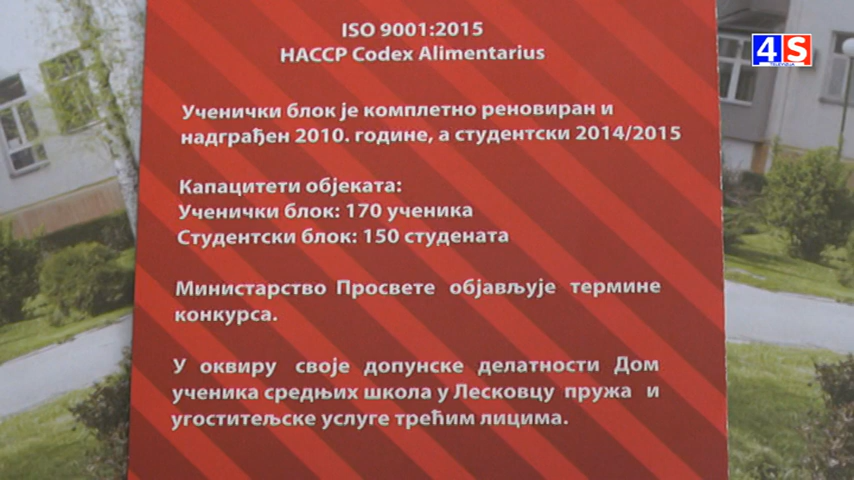 ISO 9001:2015
HACCP Codex Alimentarius
Ученички блок је комплетно реновиран и
надграђен 2010. године, а студентски 2014/2015
Капацитети објеката:
Ученички блок: 170 ученика
Студентски блок: 150 студената
Министарство Просвете објављује термине
конкурса.
У оквиру своје допунске делатности Дом
ученика средњих школа у Лесковцу пружа и
угоститељске услуге трећим лицима.
4S